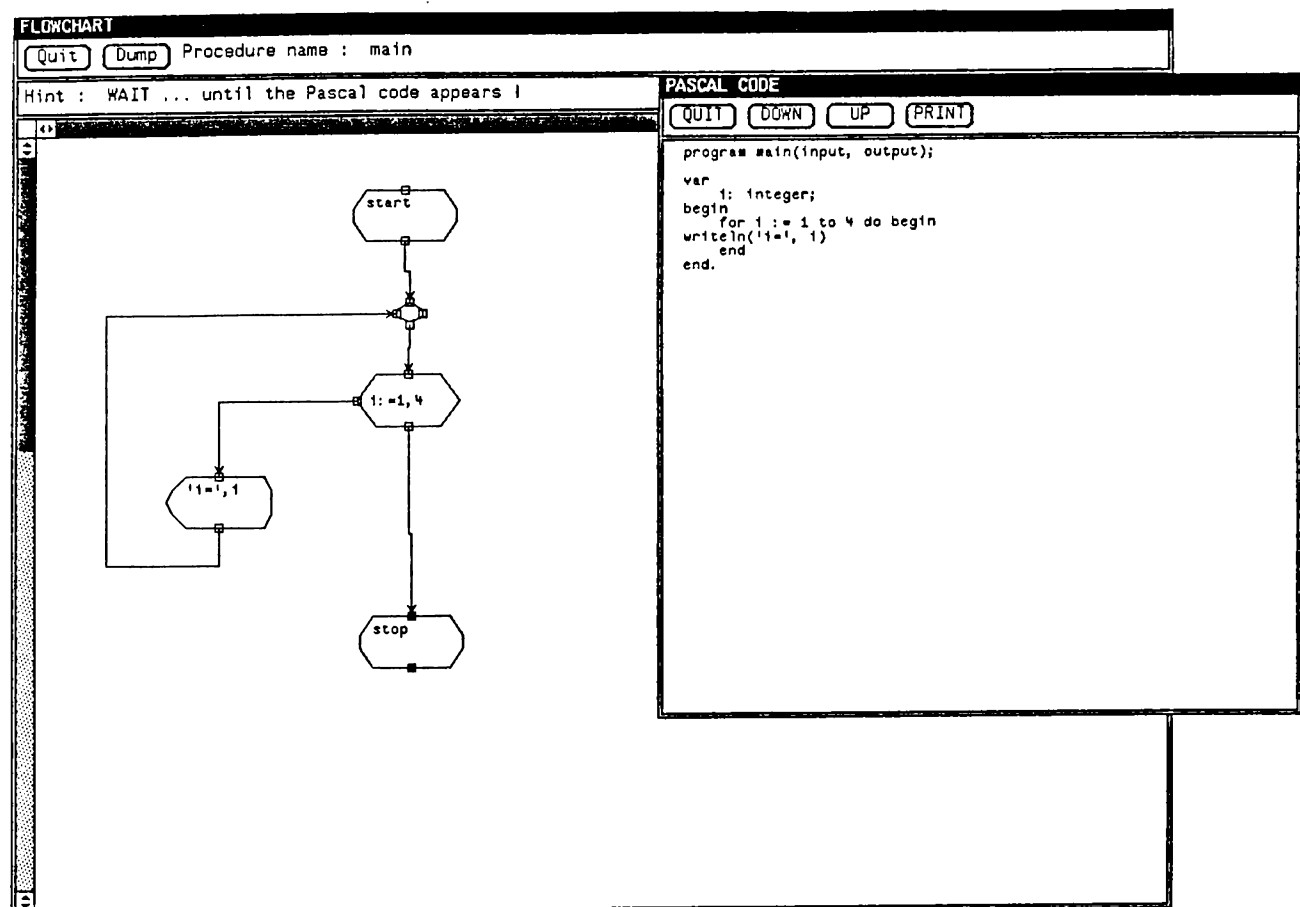 FLOWCHART
Quit Dump Procedure name : main
Hint : WAIT ... until the Pascal code appears !
start
i:=1,4
'i=',i
stop
PASCAL CODE
QUIT DOWN UP PRINT
program main(input, output);
var
i: integer;
begin
for i := 1 to 4 do begin
writeln('i=', i)
end
end.